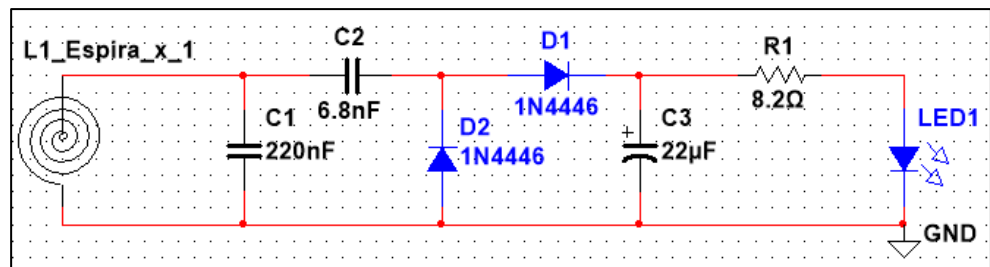 L1_Espira_x_1
C2
6.8nF
C1
220nF
D2
1N4446
D1
1N4446
C3
+
22µF
R1
8.2Ω
LED1
GND